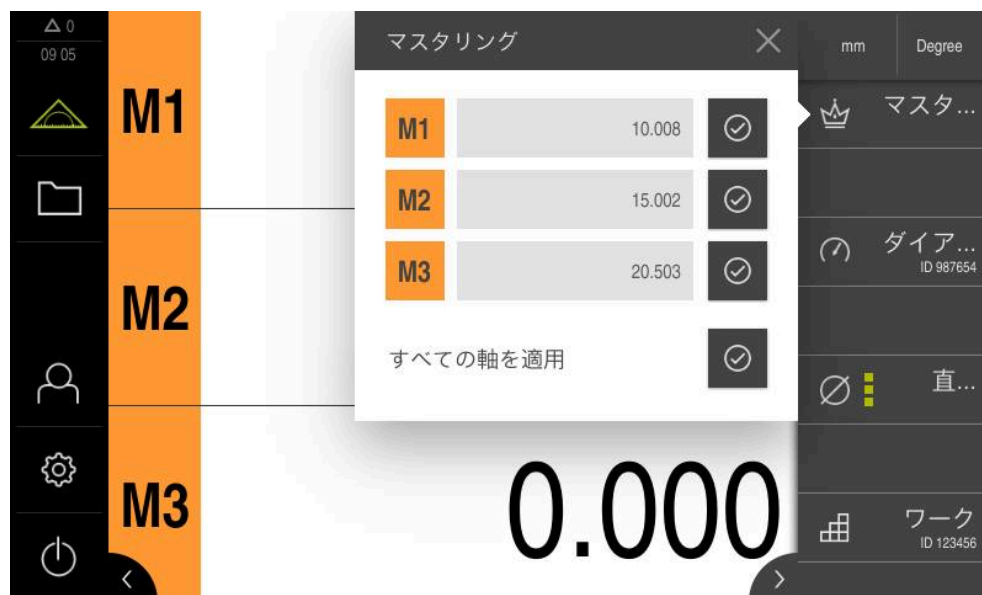 0
09 05
M1
M2
M3
0.000
マスタリング
M1 10.008
M2 15.002
M3 20.503
すべての軸を適用
mm Degree
マスタ...
ダイア...
ID 987654
直...
ワーク
ID 123456